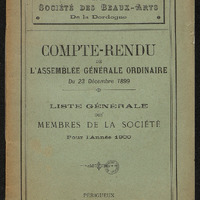 SOCIÉTÉ DES BEAUX-ARTS
De la Dordogne
COMPTE-RENDU
DE
L'ASSEMBLÉE GÉNÉRALE ORDINAIRE
Du 23 Décembre 1899
LISTE GÉNÉRALE
DES
MEMBRES DE LA SOCIÉTÉ
Pour l'Année 1900
PÉRIGUEUX